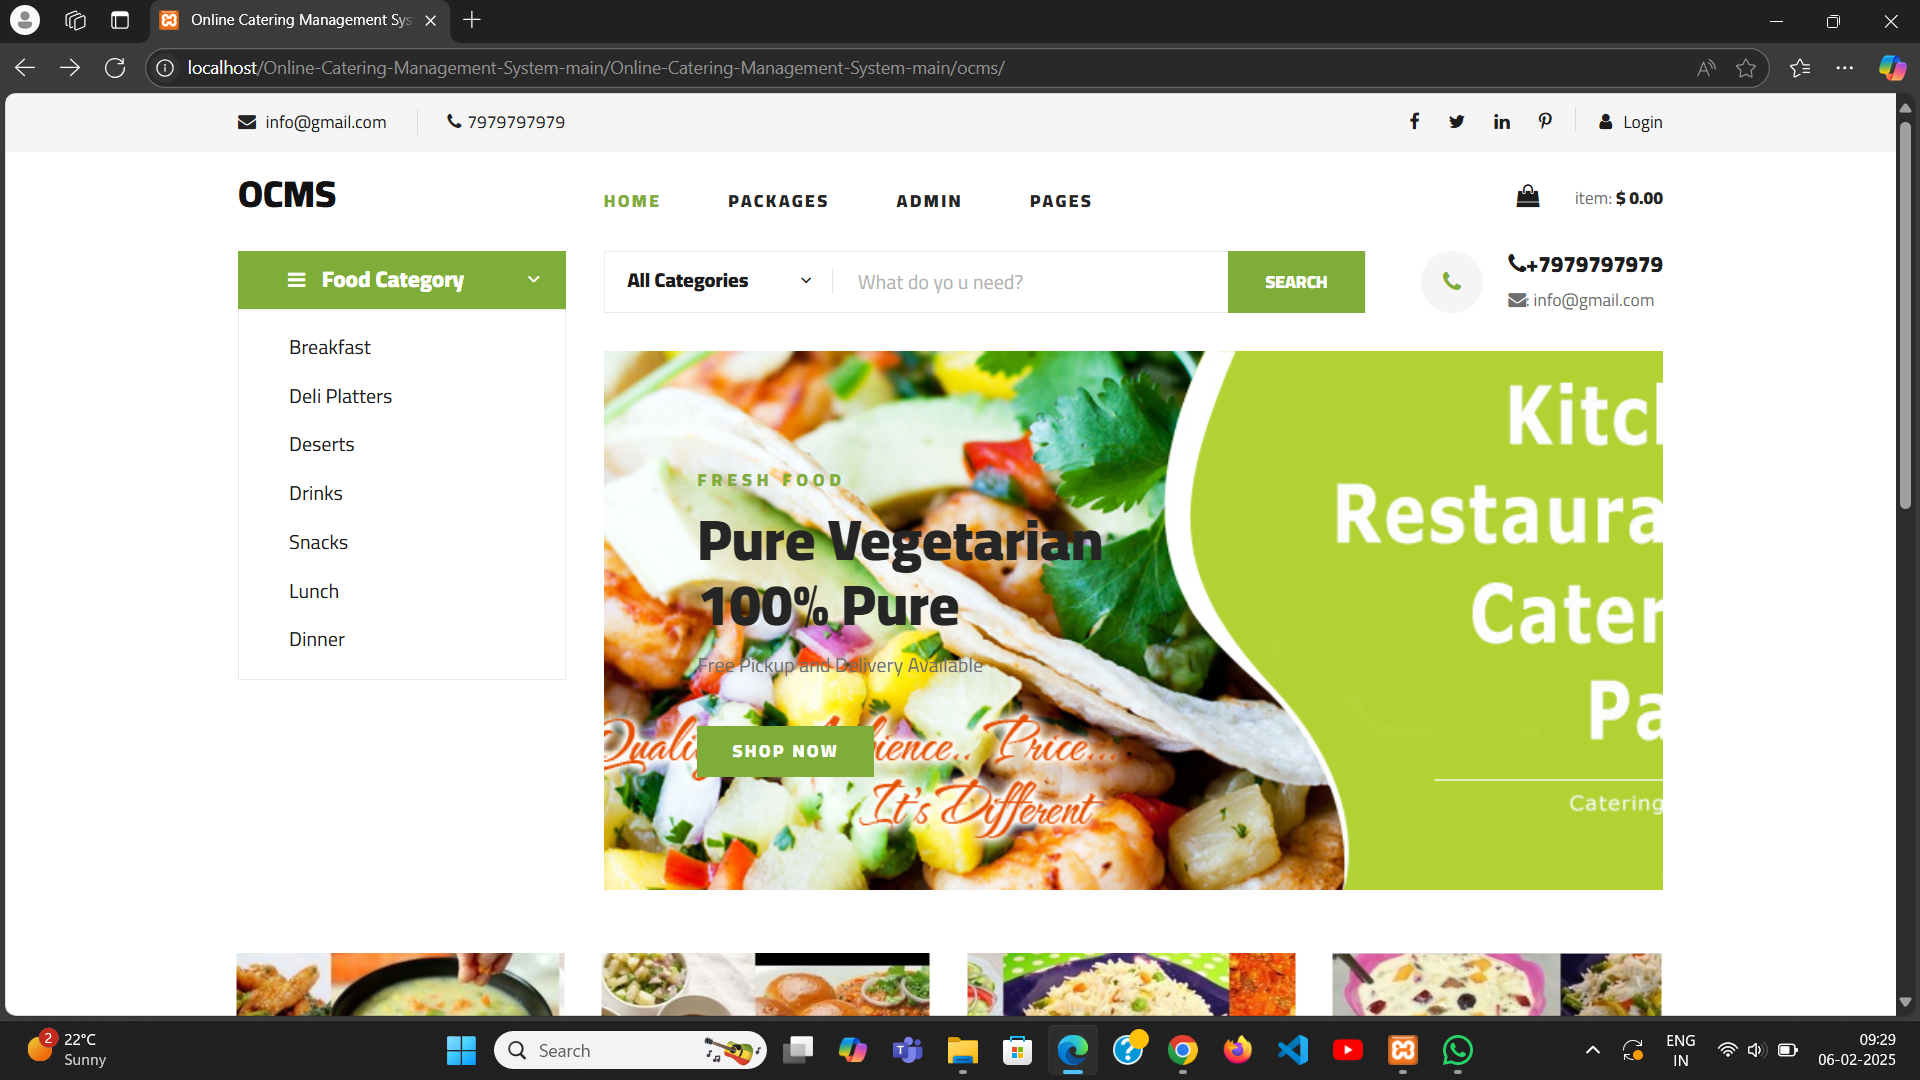 Online Catering Management Sys
localhost/Online-Catering-Management-System-main/Online-Catering-Management-System-main/ocms/
info@gmail.com
7979797979
Login
OCMS
HOME
PACKAGES
ADMIN
PAGES
item: $ 0.00
Food Category
All Categories
What do yo u need?
SEARCH
+7979797979
: info@gmail.com
Breakfast
Deli Platters
Deserts
Drinks
Snacks
Lunch
Dinner
FRESH FOOD
Pure Vegetarian
100% Pure
Free Pickup and Delivery Available
SHOP NOW
Price...
It's Different
Kitch
Restaura
Cater
Pa
Catering
2
22°C
Sunny
Search
ENG
IN
09:29
06-02-2025